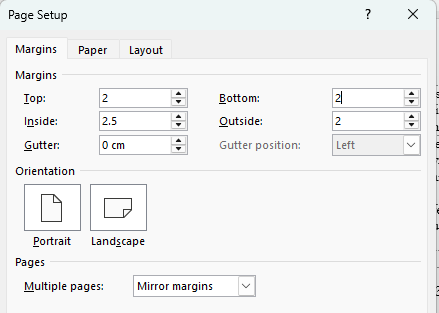 Page Setup ? ×
Margins Paper Layout
Margins
Top: 2 Bottom: 2
Inside: 2.5 Outside: 2
Gutter: 0 cm Gutter position: Left
Orientation
Portrait Landscape
Pages
Multiple pages: Mirror margins